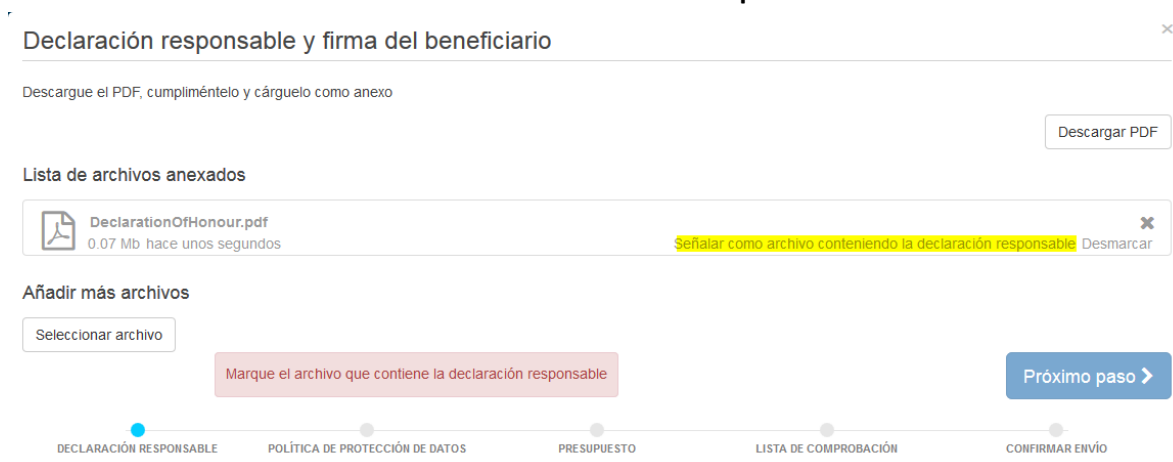 Declaración responsable y firma del beneficiario
×
Descargue el PDF, cumpliméntelo y cárguelo como anexo
Descargar PDF
Lista de archivos anexados
DeclarationOfHonour.pdf
0.07 Mb hace unos segundos
Señalar como archivo conteniendo la declaración responsable Desmarcar
Añadir más archivos
Seleccionar archivo
Marque el archivo que contiene la declaración responsable
Próximo paso
DECLARACIÓN RESPONSABLE POLÍTICA DE PROTECCIÓN DE DATOS PRESUPUESTO LISTA DE COMPROBACIÓN CONFIRMAR ENVÍO